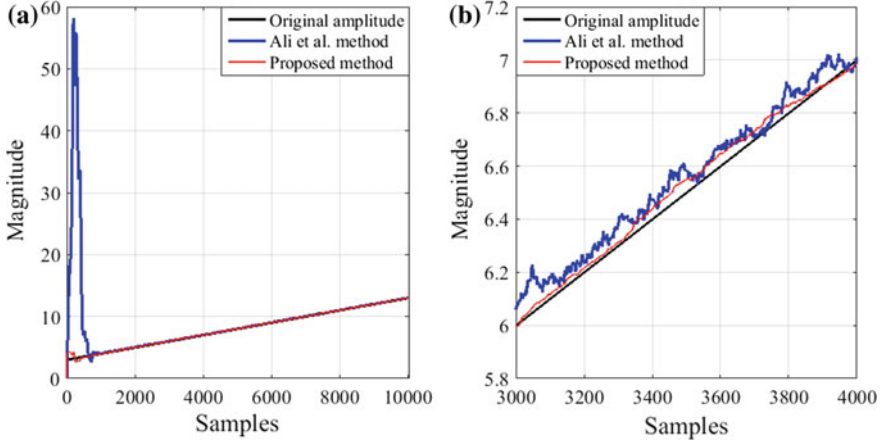 (a)
60
50
40
30
20
10
0
Magnitude
Original amplitude
Ali et al. method
Proposed method
0 2000 4000 6000 8000 10000
Samples
(b)
7.2
7
6.8
6.6
6.4
6.2
6
5.8
Magnitude
Original amplitude
Ali et al. method
Proposed method
3000 3200 3400 3600 3800 4000
Samples